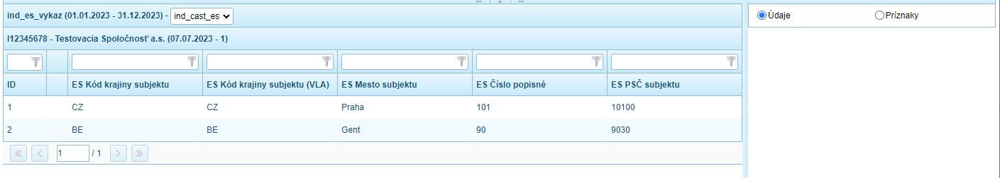 ind_es_vykaz (01.01.2023 - 31.12.2023) - ind_cast_es
Údaje Príznaky
I12345678 - Testovacia Spoločnosť a.s. (07.07.2023 - 1)
ID ES Kód krajiny subjektu ES Kód krajiny subjektu (VLA) ES Mesto subjektu ES Číslo popisné ES PSČ subjektu
1 CZ CZ Praha 101 10100
2 BE BE Gent 90 9030
1 / 1